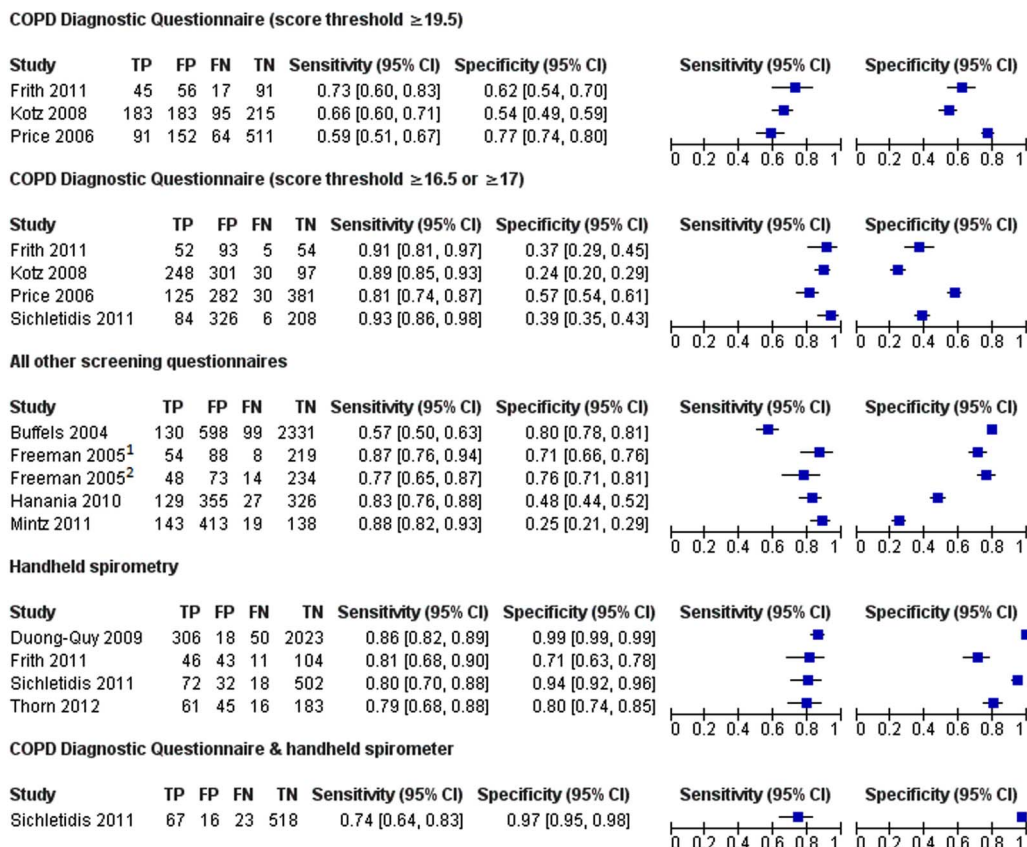 COPD Diagnostic Questionnaire (score threshold ≥19.5)
Study TP FP FN TN Sensitivity (95% CI) Specificity (95% CI) Sensitivity (95% CI) Specificity (95% CI)
Frith 2011 45 56 17 91 0.73 [0.60, 0.83] 0.62 [0.54, 0.70]
Kotz 2008 183 183 95 215 0.66 [0.60, 0.71] 0.54 [0.49, 0.59]
Price 2006 91 152 64 511 0.59 [0.51, 0.67] 0.77 [0.74, 0.80]
0 0.2 0.4 0.6 0.8 1 0 0.2 0.4 0.6 0.8 1
COPD Diagnostic Questionnaire (score threshold ≥16.5 or ≥17)
Study TP FP FN TN Sensitivity (95% CI) Specificity (95% CI) Sensitivity (95% CI) Specificity (95% CI)
Frith 2011 52 93 5 54 0.91 [0.81, 0.97] 0.37 [0.29, 0.45]
Kotz 2008 248 301 30 97 0.89 [0.85, 0.93] 0.24 [0.20, 0.29]
Price 2006 125 282 30 381 0.81 [0.74, 0.87] 0.57 [0.54, 0.61]
Sichletidis 2011 84 326 6 208 0.93 [0.86, 0.98] 0.39 [0.35, 0.43]
0 0.2 0.4 0.6 0.8 1 0 0.2 0.4 0.6 0.8 1
All other screening questionnaires
Study TP FP FN TN Sensitivity (95% CI) Specificity (95% CI) Sensitivity (95% CI) Specificity (95% CI)
Buffels 2004 130 598 99 2331 0.57 [0.50, 0.63] 0.80 [0.78, 0.81]
Freeman 2005¹ 54 88 8 219 0.87 [0.76, 0.94] 0.71 [0.66, 0.76]
Freeman 2005² 48 73 14 234 0.77 [0.65, 0.87] 0.76 [0.71, 0.81]
Hanania 2010 129 355 27 326 0.83 [0.76, 0.88] 0.48 [0.44, 0.52]
Mintz 2011 143 413 19 138 0.88 [0.82, 0.93] 0.25 [0.21, 0.29]
0 0.2 0.4 0.6 0.8 1 0 0.2 0.4 0.6 0.8 1
Handheld spirometry
Study TP FP FN TN Sensitivity (95% CI) Specificity (95% CI) Sensitivity (95% CI) Specificity (95% CI)
Duong-Quy 2009 306 18 50 2023 0.86 [0.82, 0.89] 0.99 [0.99, 0.99]
Frith 2011 46 43 11 104 0.81 [0.68, 0.90] 0.71 [0.63, 0.78]
Sichletidis 2011 72 32 18 502 0.80 [0.70, 0.88] 0.94 [0.92, 0.96]
Thorn 2012 61 45 16 183 0.79 [0.68, 0.88] 0.80 [0.74, 0.85]
0 0.2 0.4 0.6 0.8 1 0 0.2 0.4 0.6 0.8 1
COPD Diagnostic Questionnaire & handheld spirometer
Study TP FP FN TN Sensitivity (95% CI) Specificity (95% CI) Sensitivity (95% CI) Specificity (95% CI)
Sichletidis 2011 67 16 23 518 0.74 [0.64, 0.83] 0.97 [0.95, 0.98]
0 0.2 0.4 0.6 0.8 1 0 0.2 0.4 0.6 0.8 1